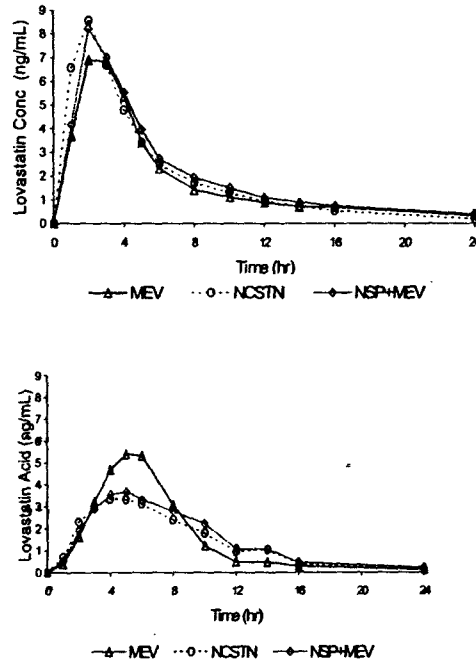 Lovastatin Conc (ng/mL)
9
8
7
6
5
4
3
2
1
0
0 4 8 12 16 20 24
Time (hr)
MEV NCSTN NSP+MEV
Lovastatin Acid (ng/mL)
9
8
7
6
5
4
3
2
1
0
0 4 8 12 16 20 24
Time (hr)
MEV NCSTN NSP+MEV